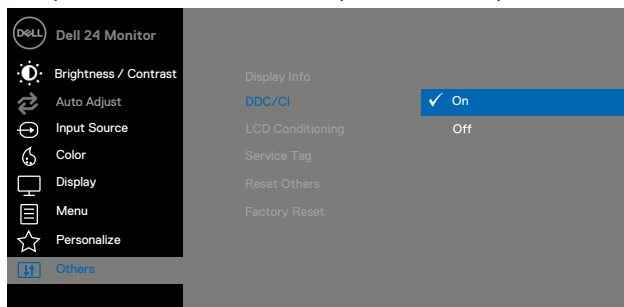 DELL Dell 24 Monitor
Brightness / Contrast
Auto Adjust
Input Source
Color
Display
Menu
Personalize
Others
Display Info
DDC/CI
LCD Conditioning
Service Tag
Reset Others
Factory Reset
On
Off